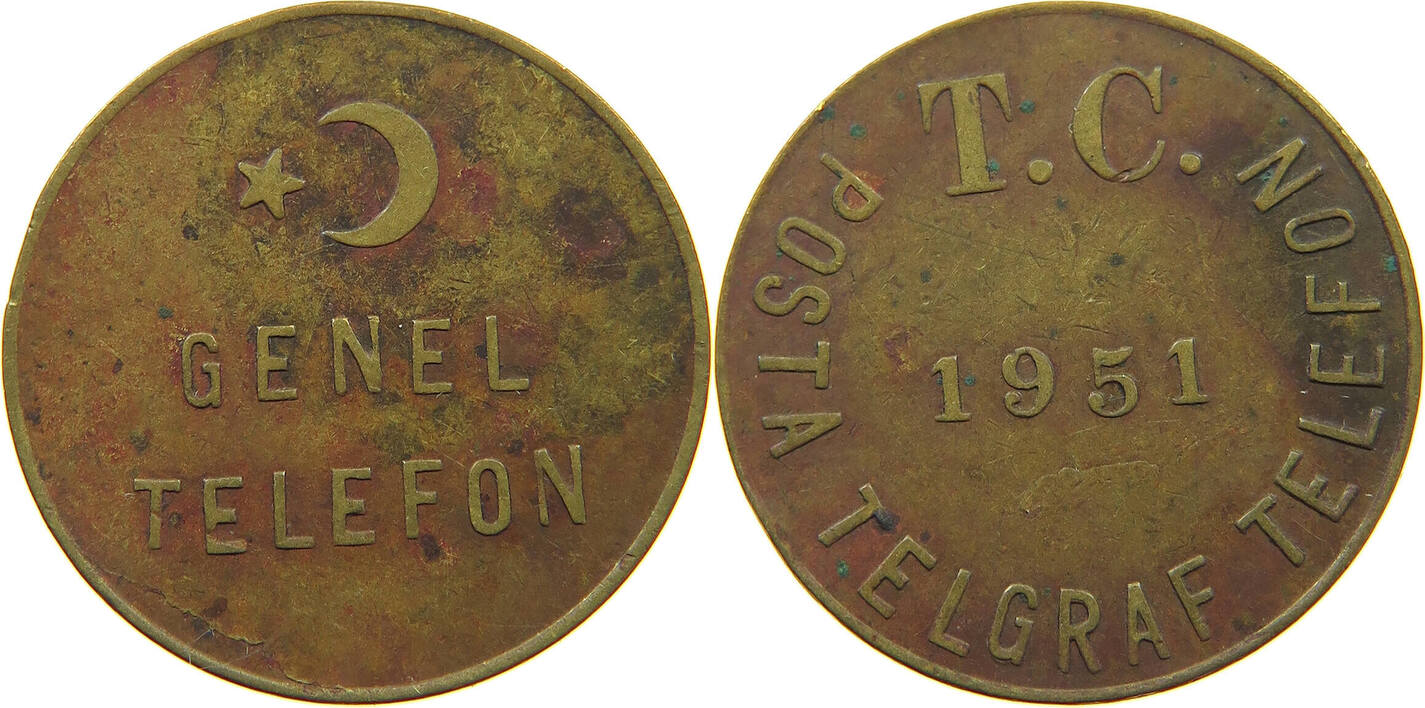 GENEL
TELEFON
T.C.
POSTA TELGRAF TELEFON
1951